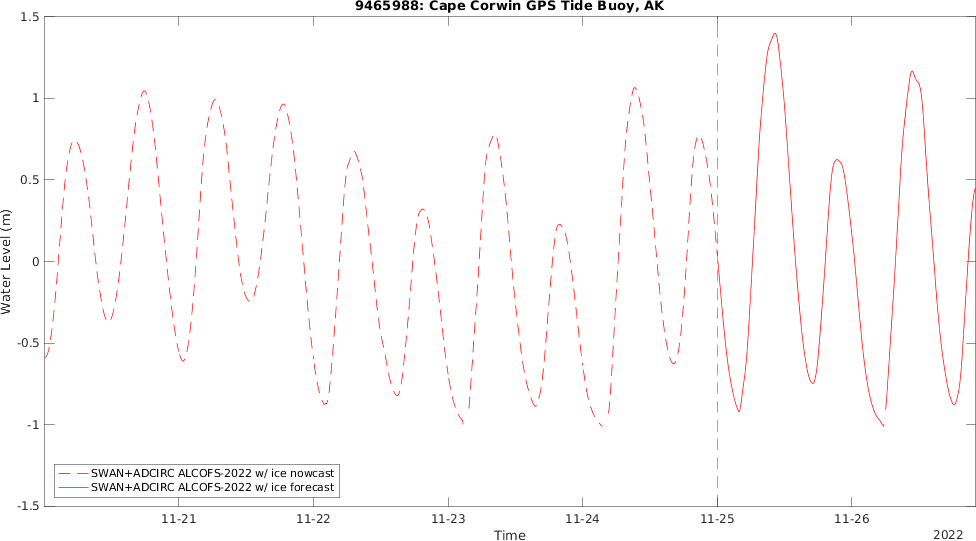 9465988: Cape Corwin GPS Tide Buoy, AK
1.5
1
0.5
0
-0.5
-1
-1.5
Water Level (m)
SWAN+ADCIRC ALCOFS-2022 w/ ice nowcast
SWAN+ADCIRC ALCOFS-2022 w/ ice forecast
11-21 11-22 11-23 11-24 11-25 11-26
Time
2022